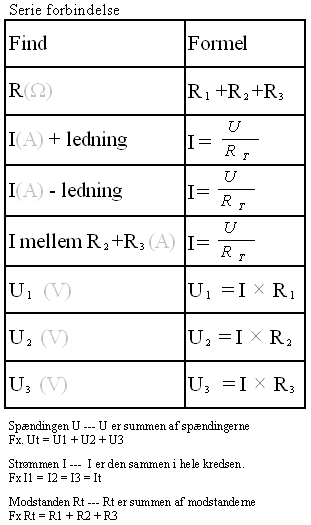 Serie forbindelse
Find Formel
R(Ω) R₁ +R₂+R₃
I(A) + ledning I = U / R T
I(A) - ledning I = U / R T
I mellem R₂+R₃(A) I = U / R T
U₁ (V) U₁ = I × R₁
U₂ (V) U₂ = I × R₂
U₃ (V) U₃ = I × R₃
Spændingen U --- U er summen af spændingerne
Fx. Ut = U1 + U2 + U3
Strømmen I --- I er den sammen i hele kredsen.
Fx I1 = I2 = I3 = It
Modstanden Rt --- Rt er summen af modstanderne
Fx Rt = R1 + R2 + R3